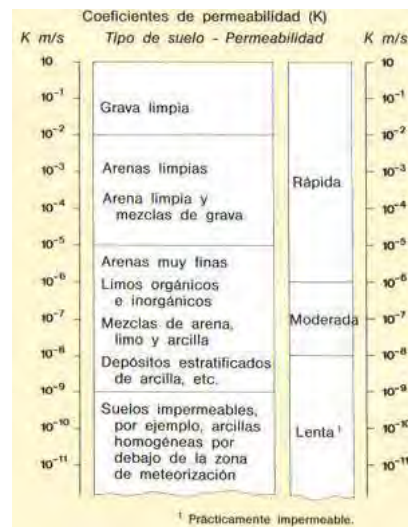 Coeficientes de permeabilidad (K)
K m/s Tipo de suelo - Permeabilidad K m/s
10 10
10⁻¹ Grava limpia 10⁻¹
10⁻² 10⁻²
Arenas limpias
10⁻³ 10⁻³
Rápida
Arena limpia y
mezclas de grava
10⁻⁴ 10⁻⁴
10⁻⁵ 10⁻⁵
Arenas muy finas
10⁻⁶ 10⁻⁶
Limos orgánicos
e inorgánicos
10⁻⁷ Moderada 10⁻⁷
Mezclas de arena,
limo y arcilla
10⁻⁸ 10⁻⁸
Depósitos estratificados
de arcilla, etc.
10⁻⁹ 10⁻⁹
Suelos impermeables,
por ejemplo, arcillas
homogéneas por
debajo de la zona
de meteorización
10⁻¹⁰ Lenta ¹ 10⁻¹⁰
10⁻¹¹ 10⁻¹¹
¹ Prácticamente impermeable.